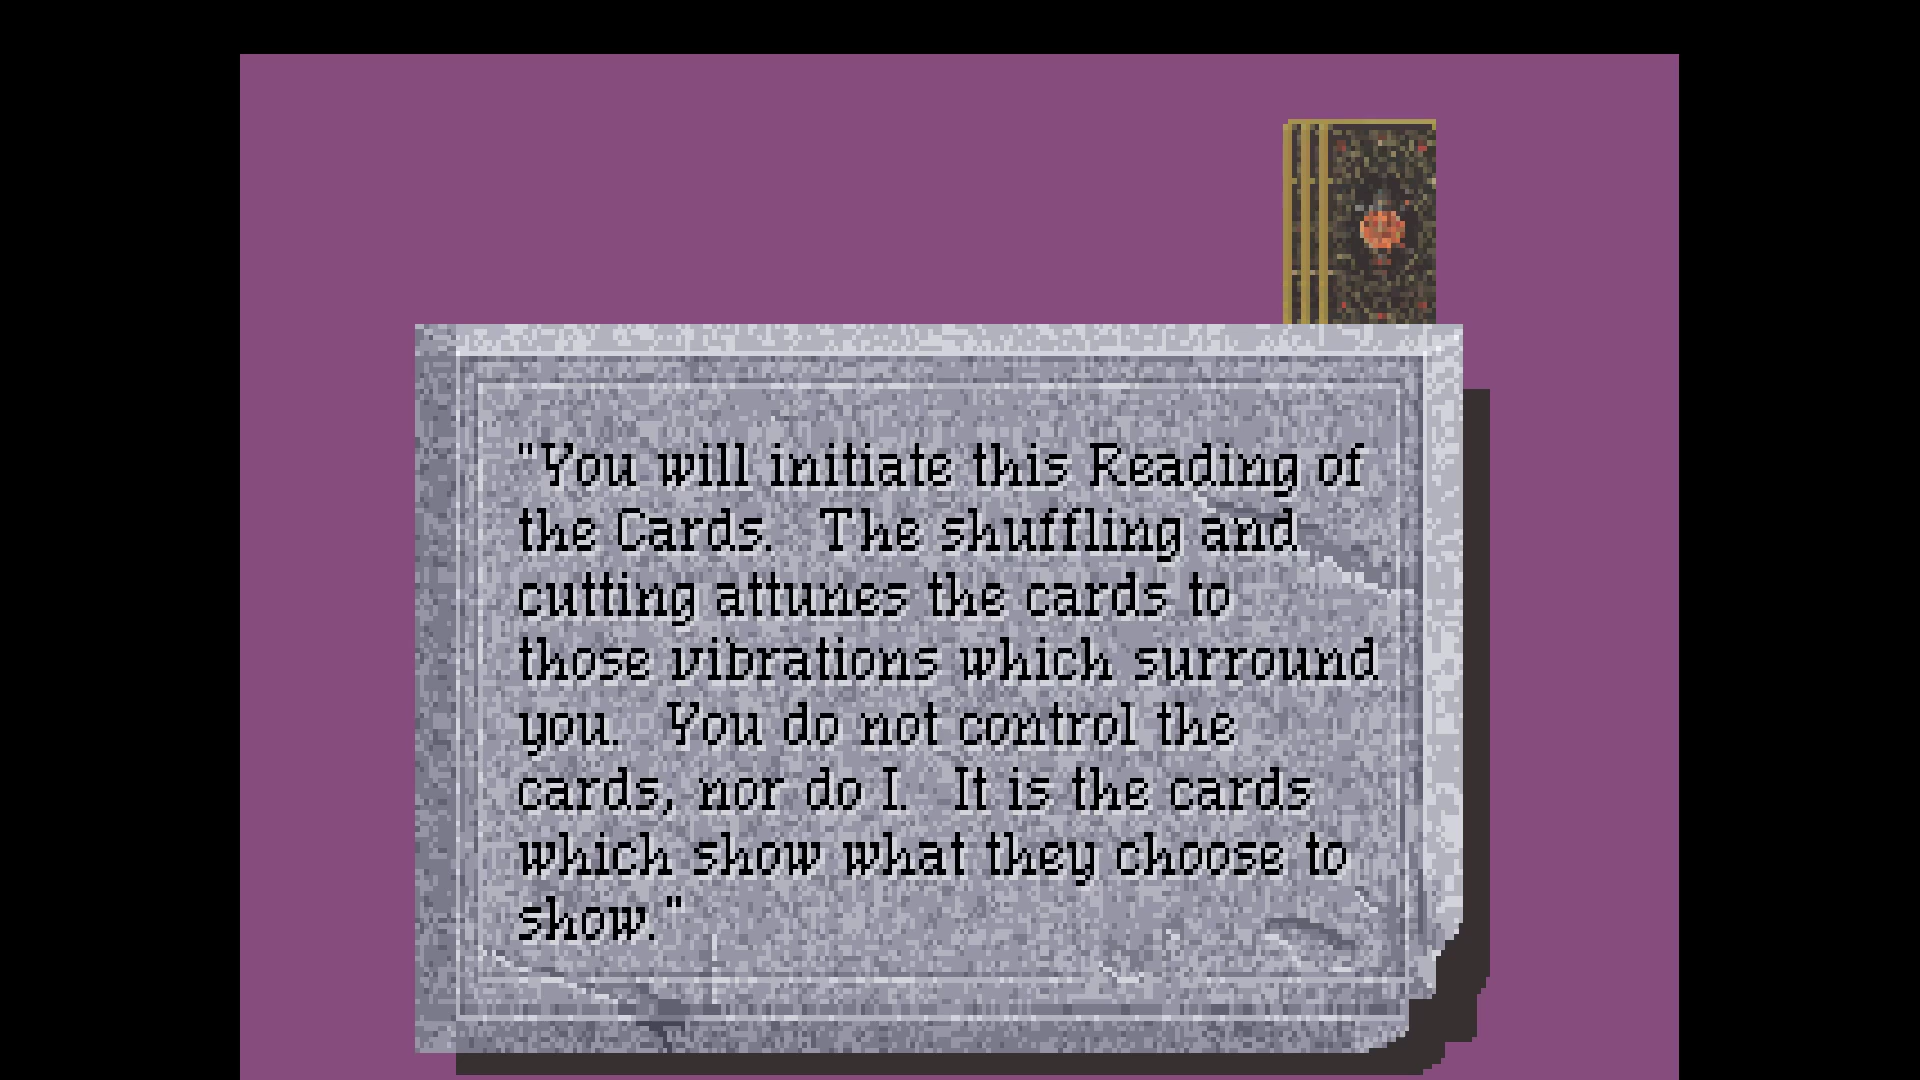 "You will initiate this Reading of
the Cards.  The shuffling and
cutting attunes the cards to
those vibrations which surround
you.  You do not control the
cards, nor do I.  It is the cards
which show what they choose to
show."